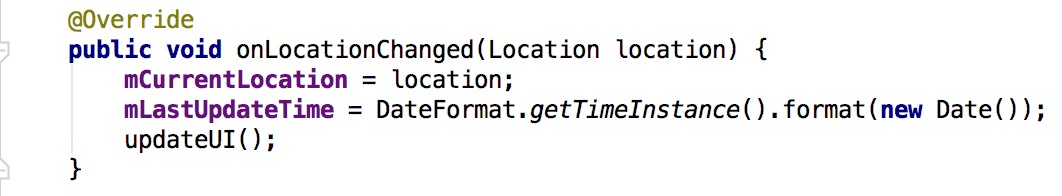 @Override
public void onLocationChanged(Location location) {
    mCurrentLocation = location;
    mLastUpdateTime = DateFormat.getTimeInstance().format(new Date());
    updateUI();
}